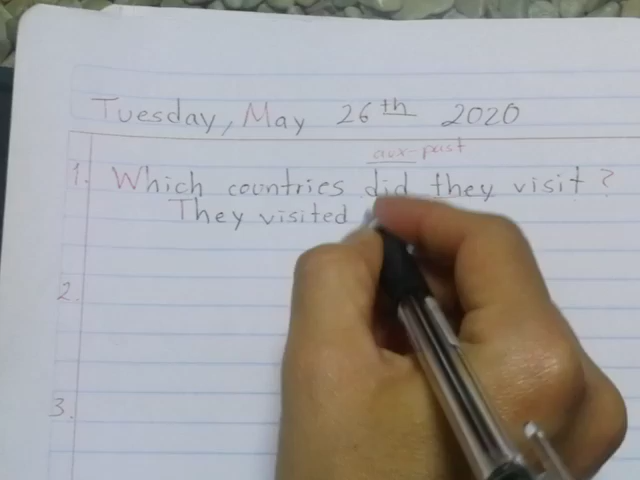 Tuesday, May 26th 2020
aux-past
1. Which countries did they visit?
They visited
2.
3.